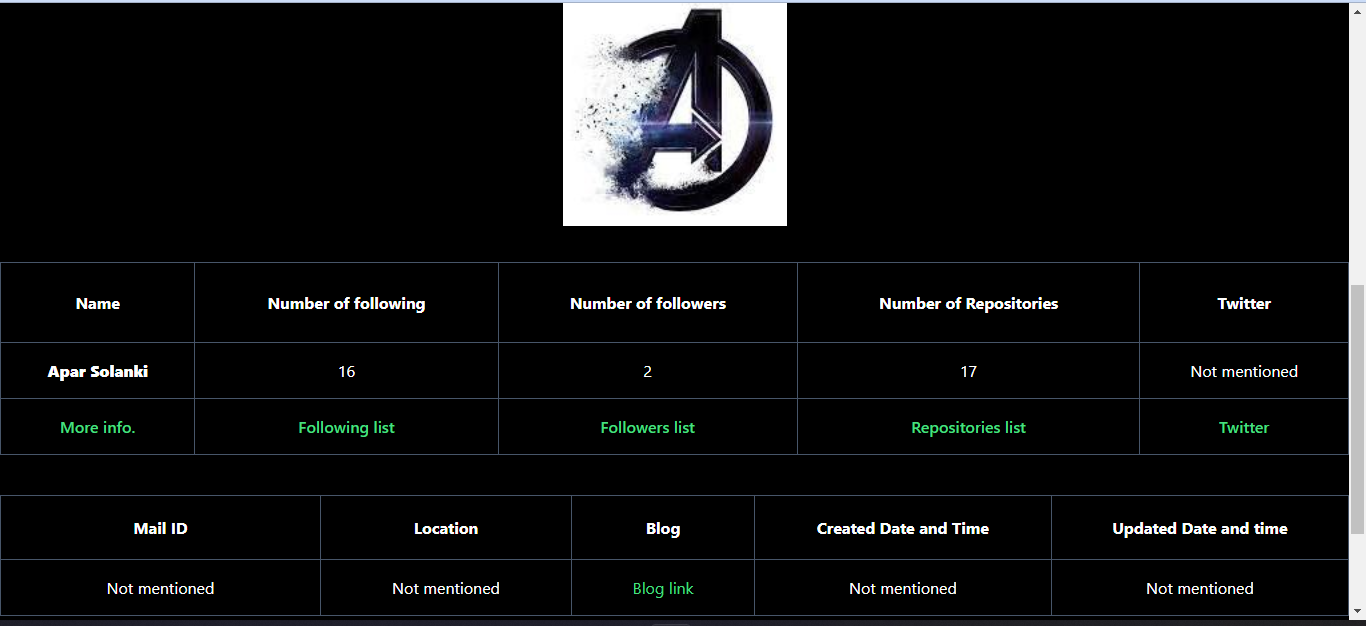 Name Number of following Number of followers Number of Repositories Twitter
Apar Solanki 16 2 17 Not mentioned
More info. Following list Followers list Repositories list Twitter
Mail ID Location Blog Created Date and Time Updated Date and time
Not mentioned Not mentioned Blog link Not mentioned Not mentioned